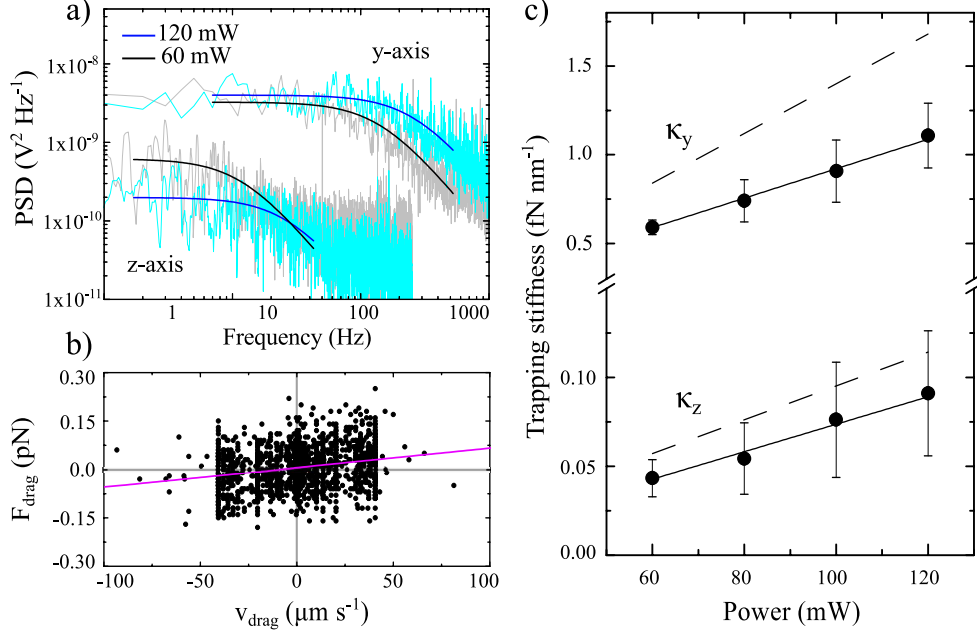 a)
120 mW
60 mW
y-axis
z-axis
1x10⁻⁸
1x10⁻⁹
1x10⁻¹⁰
1x10⁻¹¹
PSD (V² Hz⁻¹)
1 10 100 1000
Frequency (Hz)
b)
0.30
0.15
0.0
-0.15
-0.30
F_drag (pN)
-100 -50 0 50 100
v_drag (μm s⁻¹)
c)
1.5
1.0
0.5
0.10
0.05
0.00
Trapping stiffness (fN nm⁻¹)
κ_y
κ_z
60 80 100 120
Power (mW)